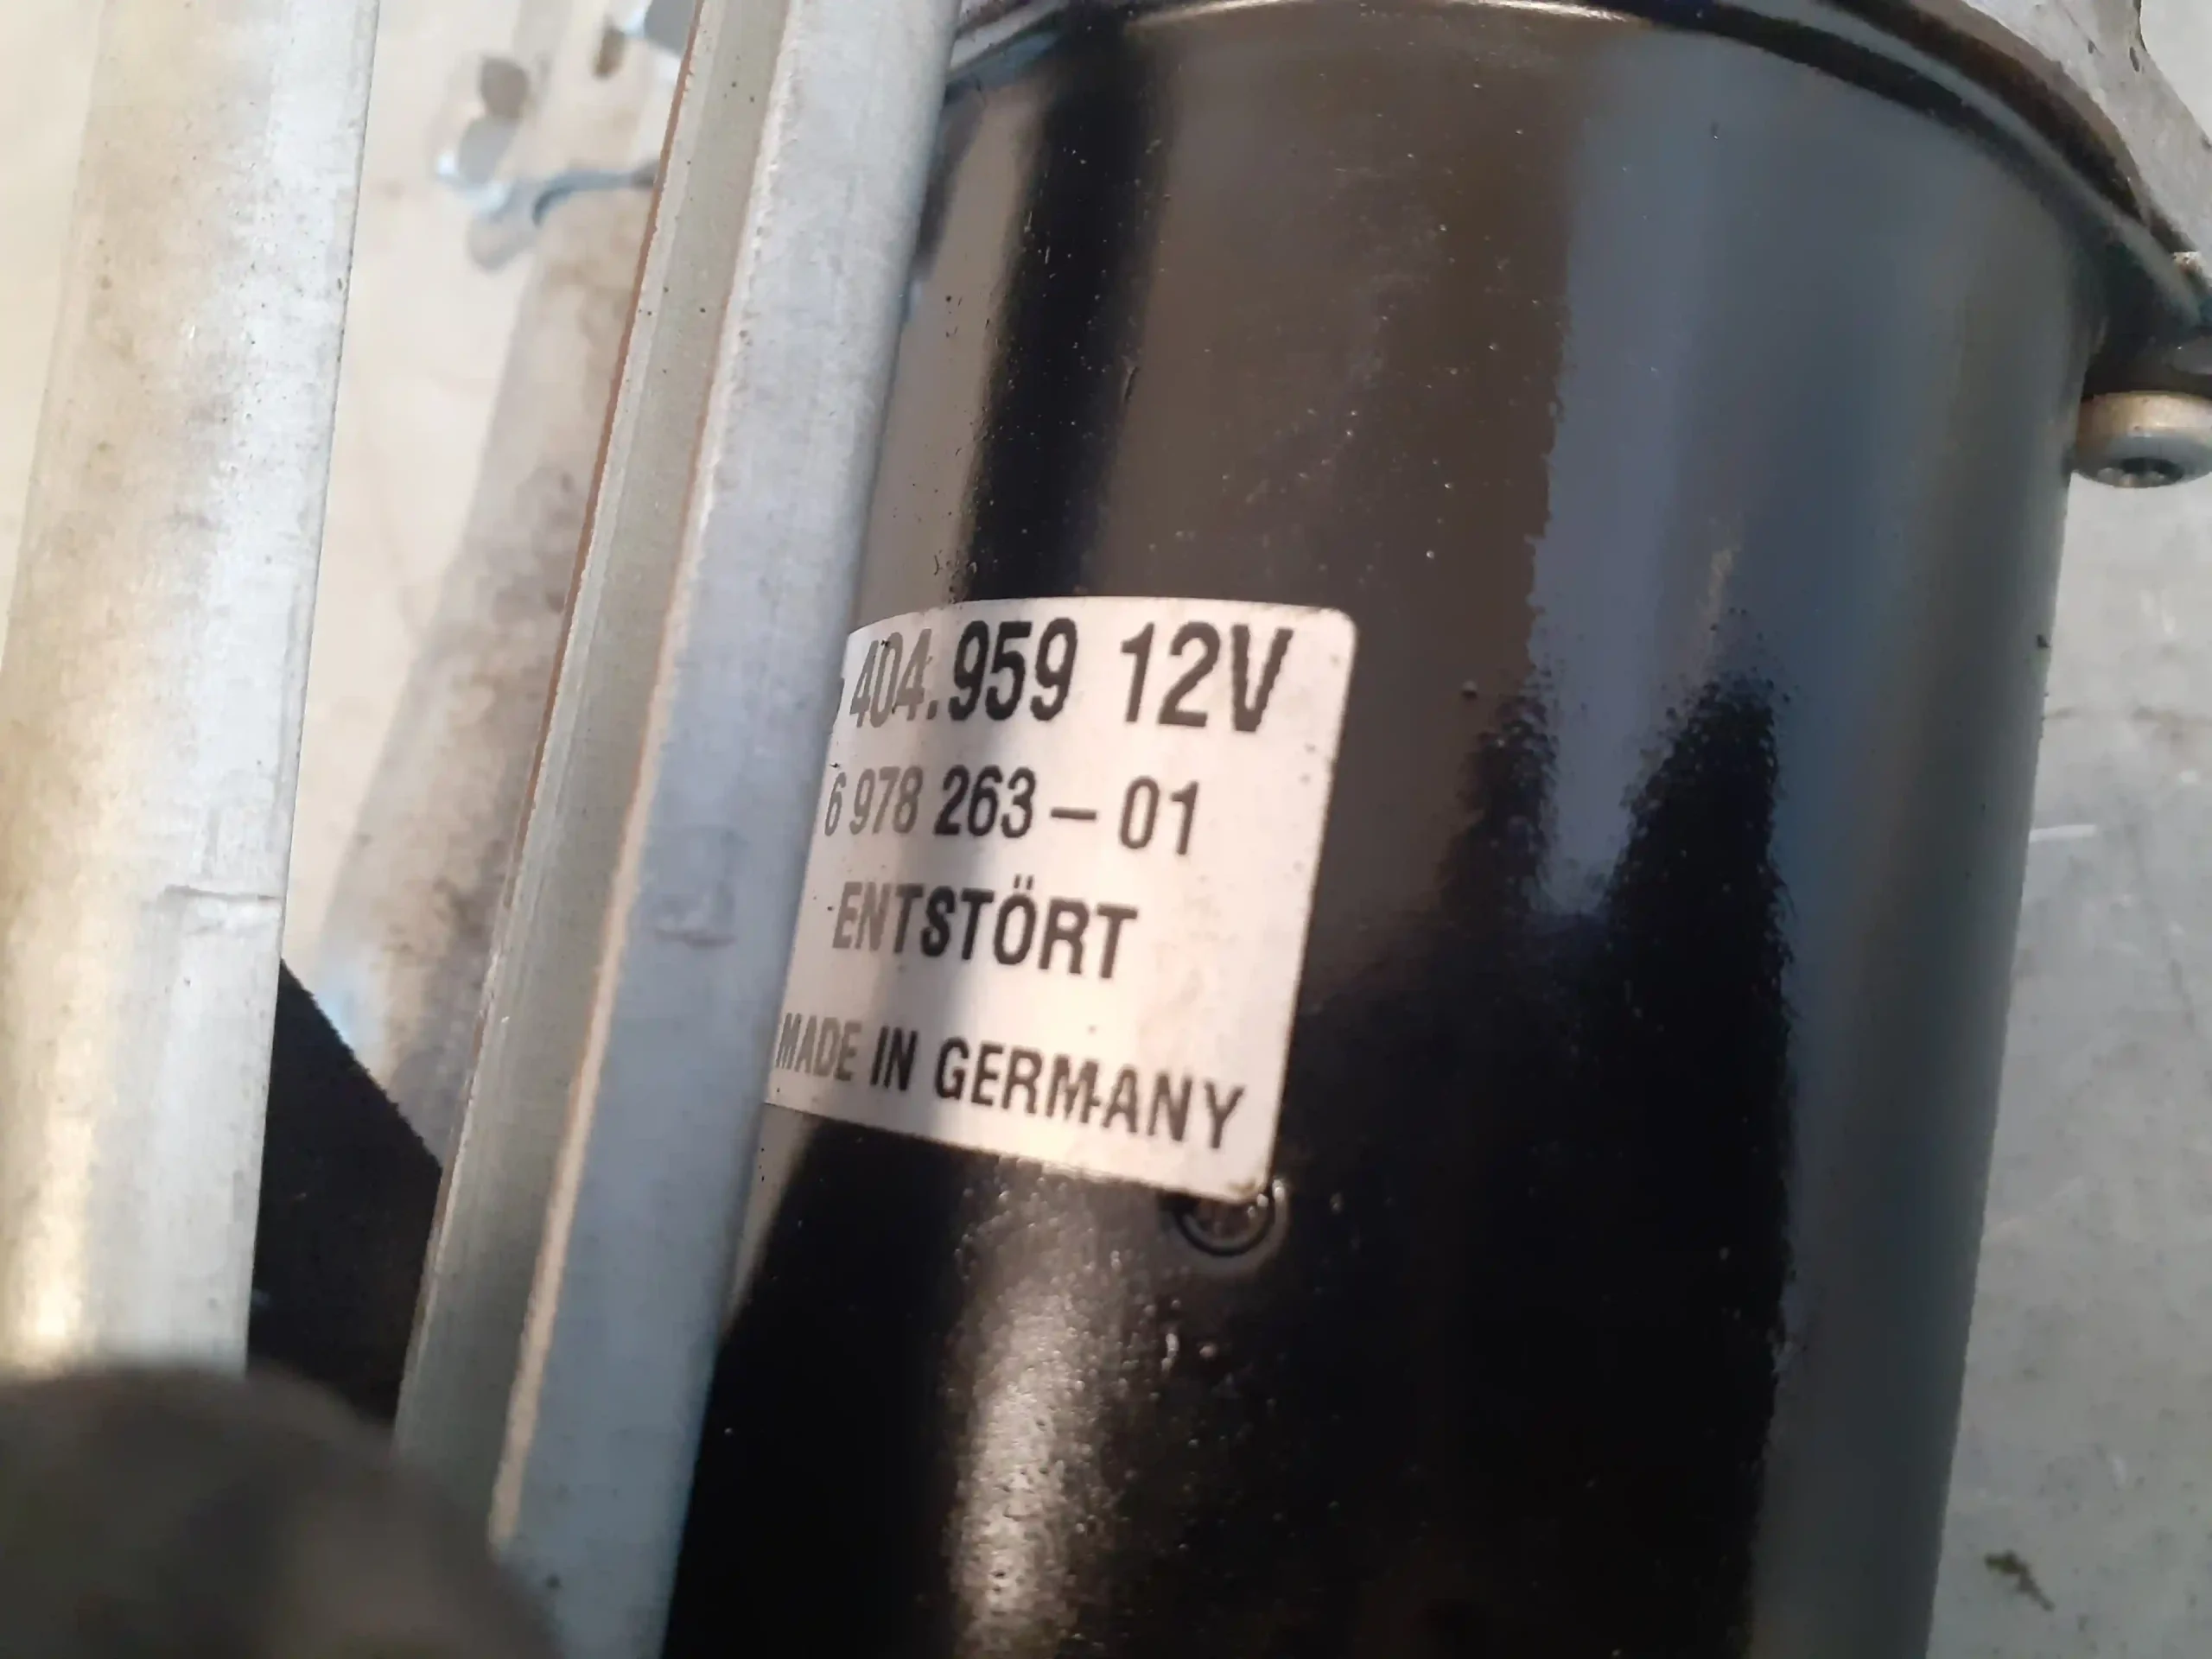 404.959 12V
6 978 263 – 01
ENTSTÖRT
MADE IN GERMANY